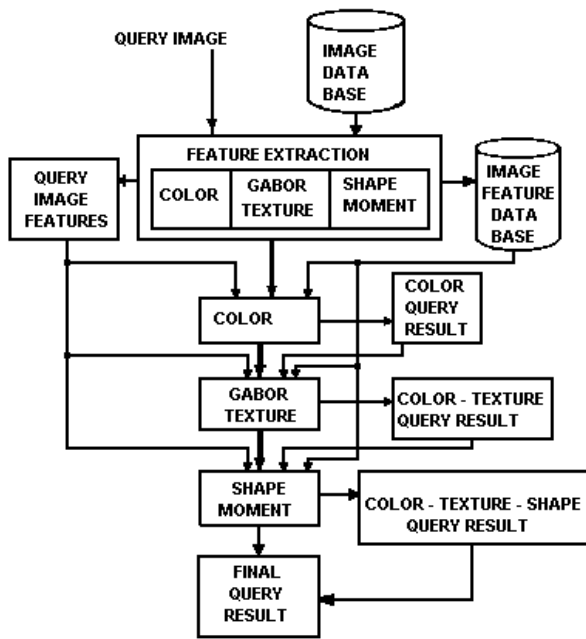 QUERY IMAGE
IMAGE
DATA
BASE
FEATURE EXTRACTION
COLOR
GABOR
TEXTURE
SHAPE
MOMENT
QUERY
IMAGE
FEATURES
IMAGE
FEATURE
DATA
BASE
COLOR
COLOR
QUERY
RESULT
GABOR
TEXTURE
COLOR - TEXTURE
QUERY RESULT
SHAPE
MOMENT
COLOR - TEXTURE - SHAPE
QUERY RESULT
FINAL
QUERY
RESULT